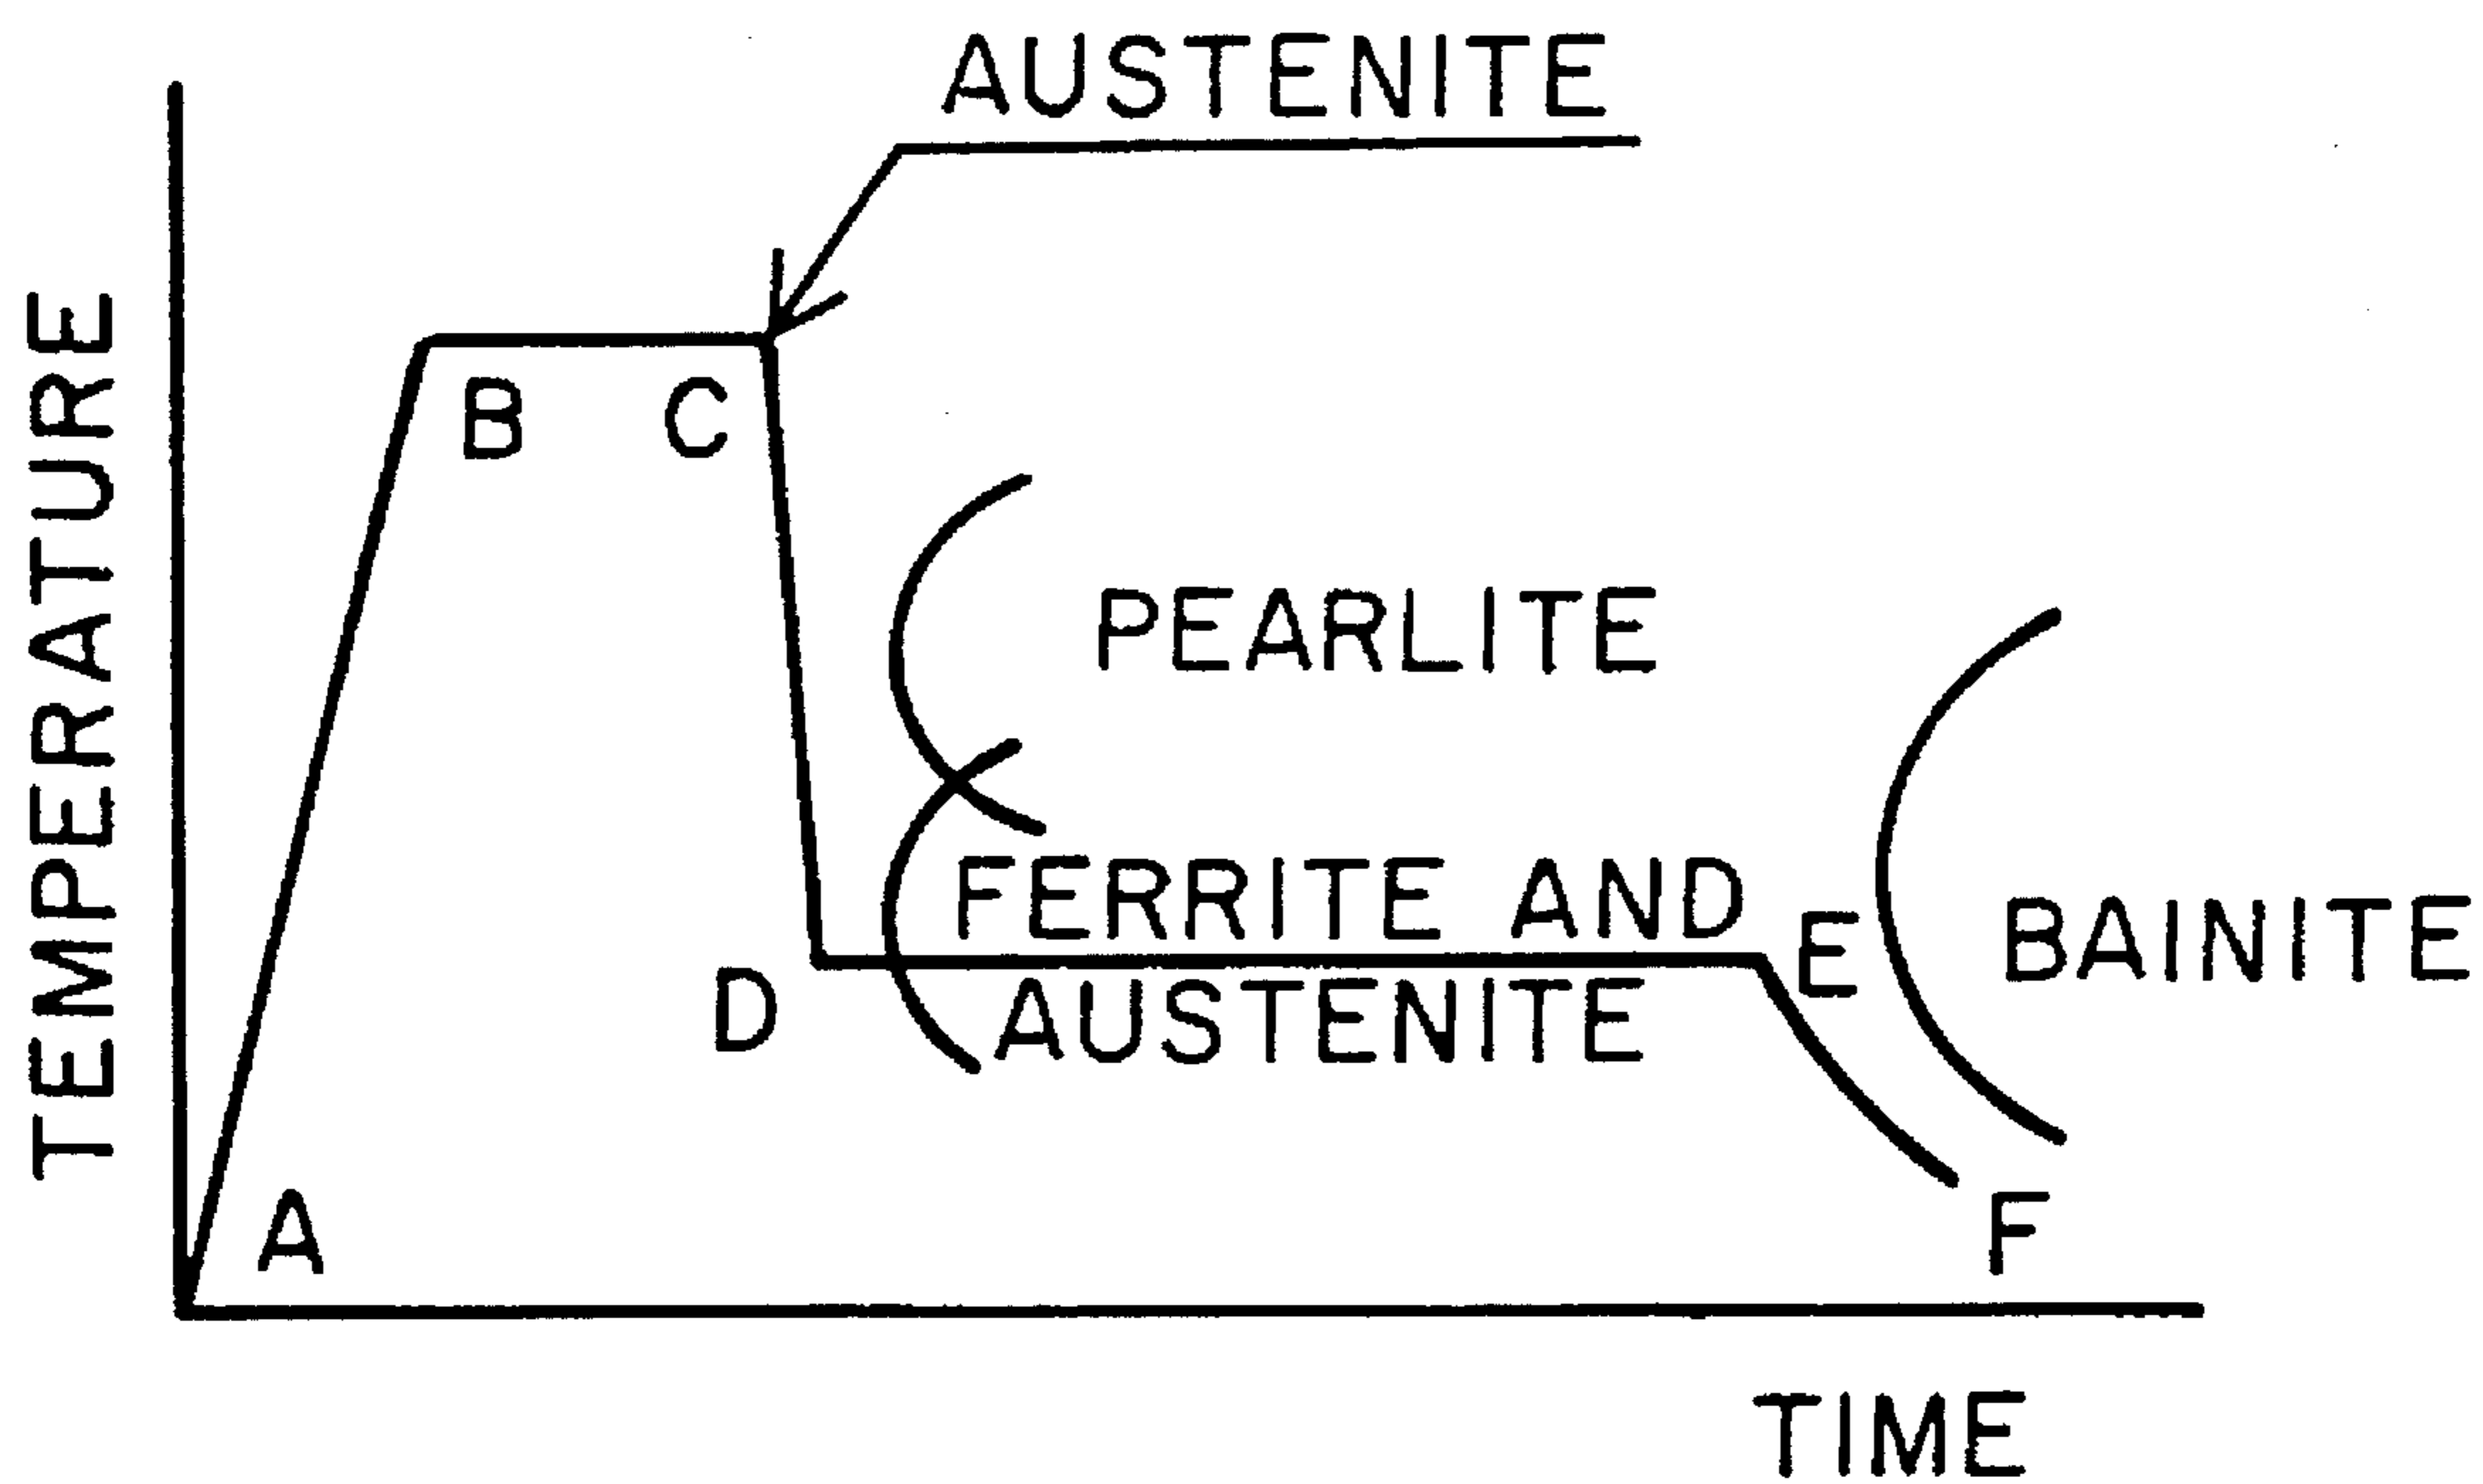 AUSTENITE
TEMPERATURE
B
C
PEARLITE
FERRITE AND
E
BAINITE
D
AUSTENITE
A
F
TIME